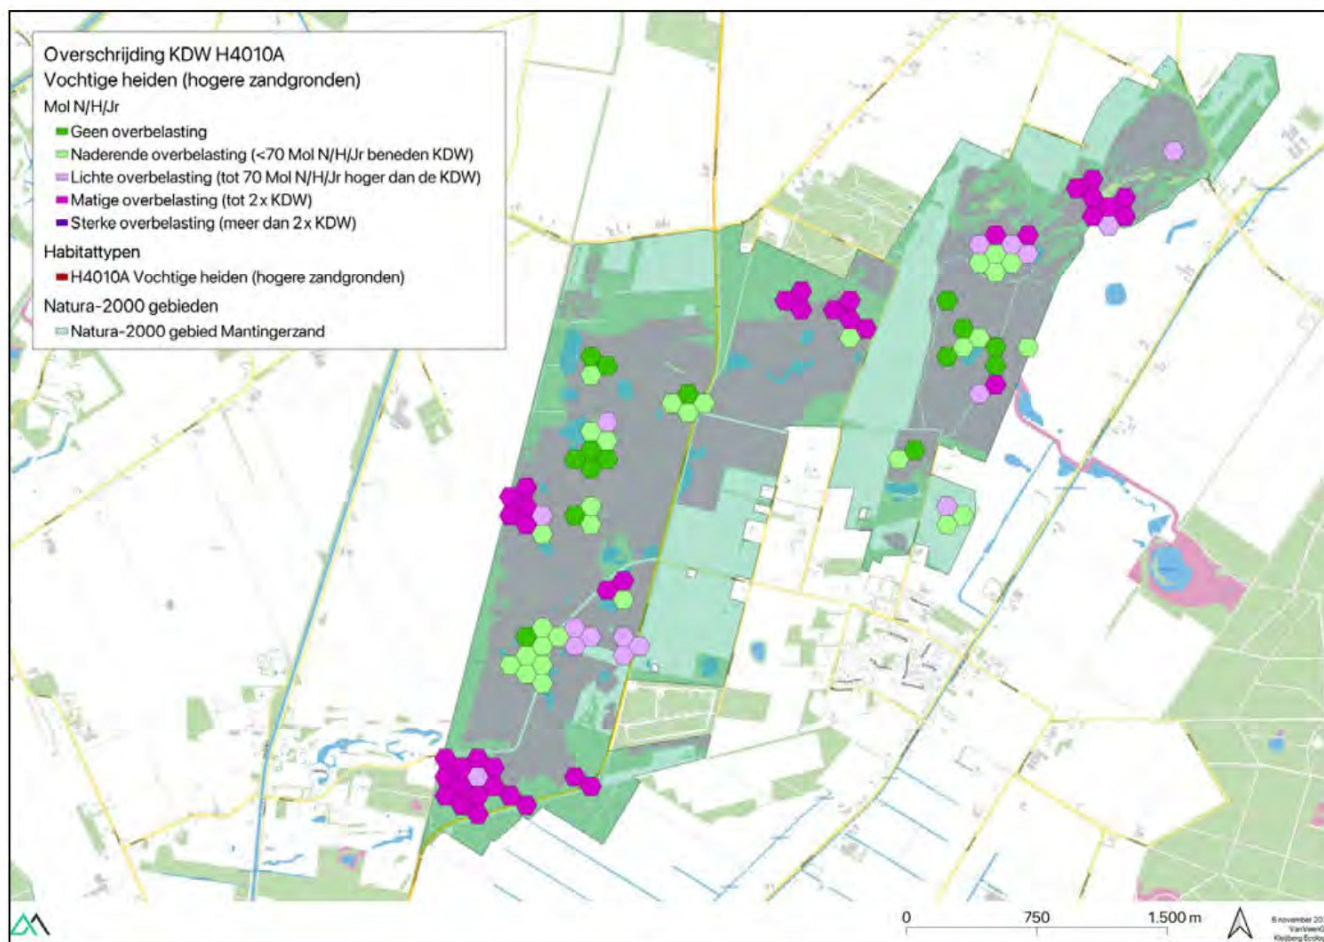 Overschrijding KDW H4010A
Vochtige heiden (hogere zandgronden)
Mol N/H/Jr
Geen overbelasting
Naderende overbelasting (<70 Mol N/H/Jr beneden KDW)
Lichte overbelasting (tot 70 Mol N/H/Jr hoger dan de KDW)
Matige overbelasting (tot 2 x KDW)
Sterke overbelasting (meer dan 2 x KDW)
Habitattypen
H4010A Vochtige heiden (hogere zandgronden)
Natura-2000 gebieden
Natura-2000 gebied Mantingerzand
0 750 1.500 m
november